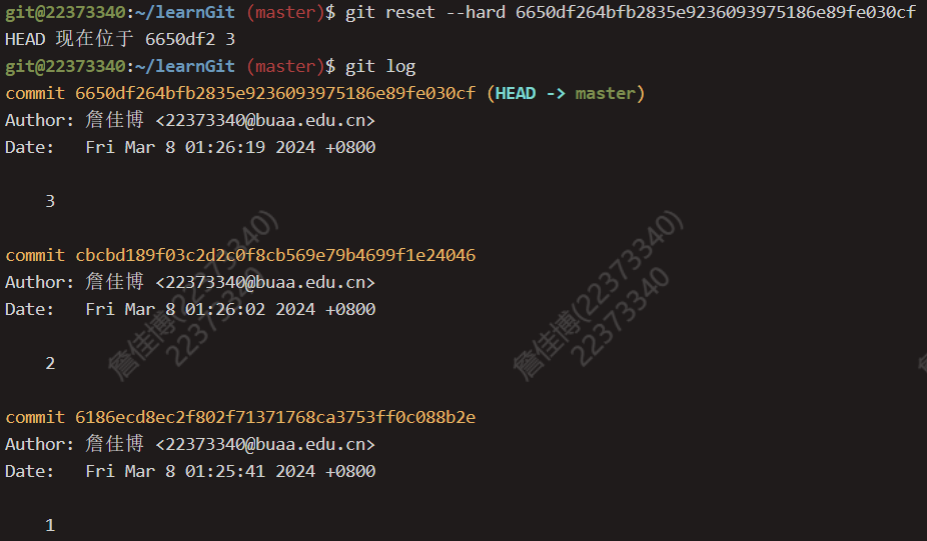 git@22373340:~/learnGit (master)$ git reset --hard 6650df264bfb2835e9236093975186e89fe030cf
HEAD 现在位于 6650df2 3
git@22373340:~/learnGit (master)$ git log
commit 6650df264bfb2835e9236093975186e89fe030cf (HEAD -> master)
Author: 詹佳博 <22373340@buaa.edu.cn>
Date:   Fri Mar 8 01:26:19 2024 +0800
3
commit cbcbd189f03c2d2c0f8cb569e79b4699f1e24046
Author: 詹佳博 <22373340@buaa.edu.cn>
Date:   Fri Mar 8 01:26:02 2024 +0800
2
commit 6186ecd8ec2f802f71371768ca3753ff0c088b2e
Author: 詹佳博 <22373340@buaa.edu.cn>
Date:   Fri Mar 8 01:25:41 2024 +0800
1
詹佳博(22373340)
22373340
詹佳博(22373340)
22373340